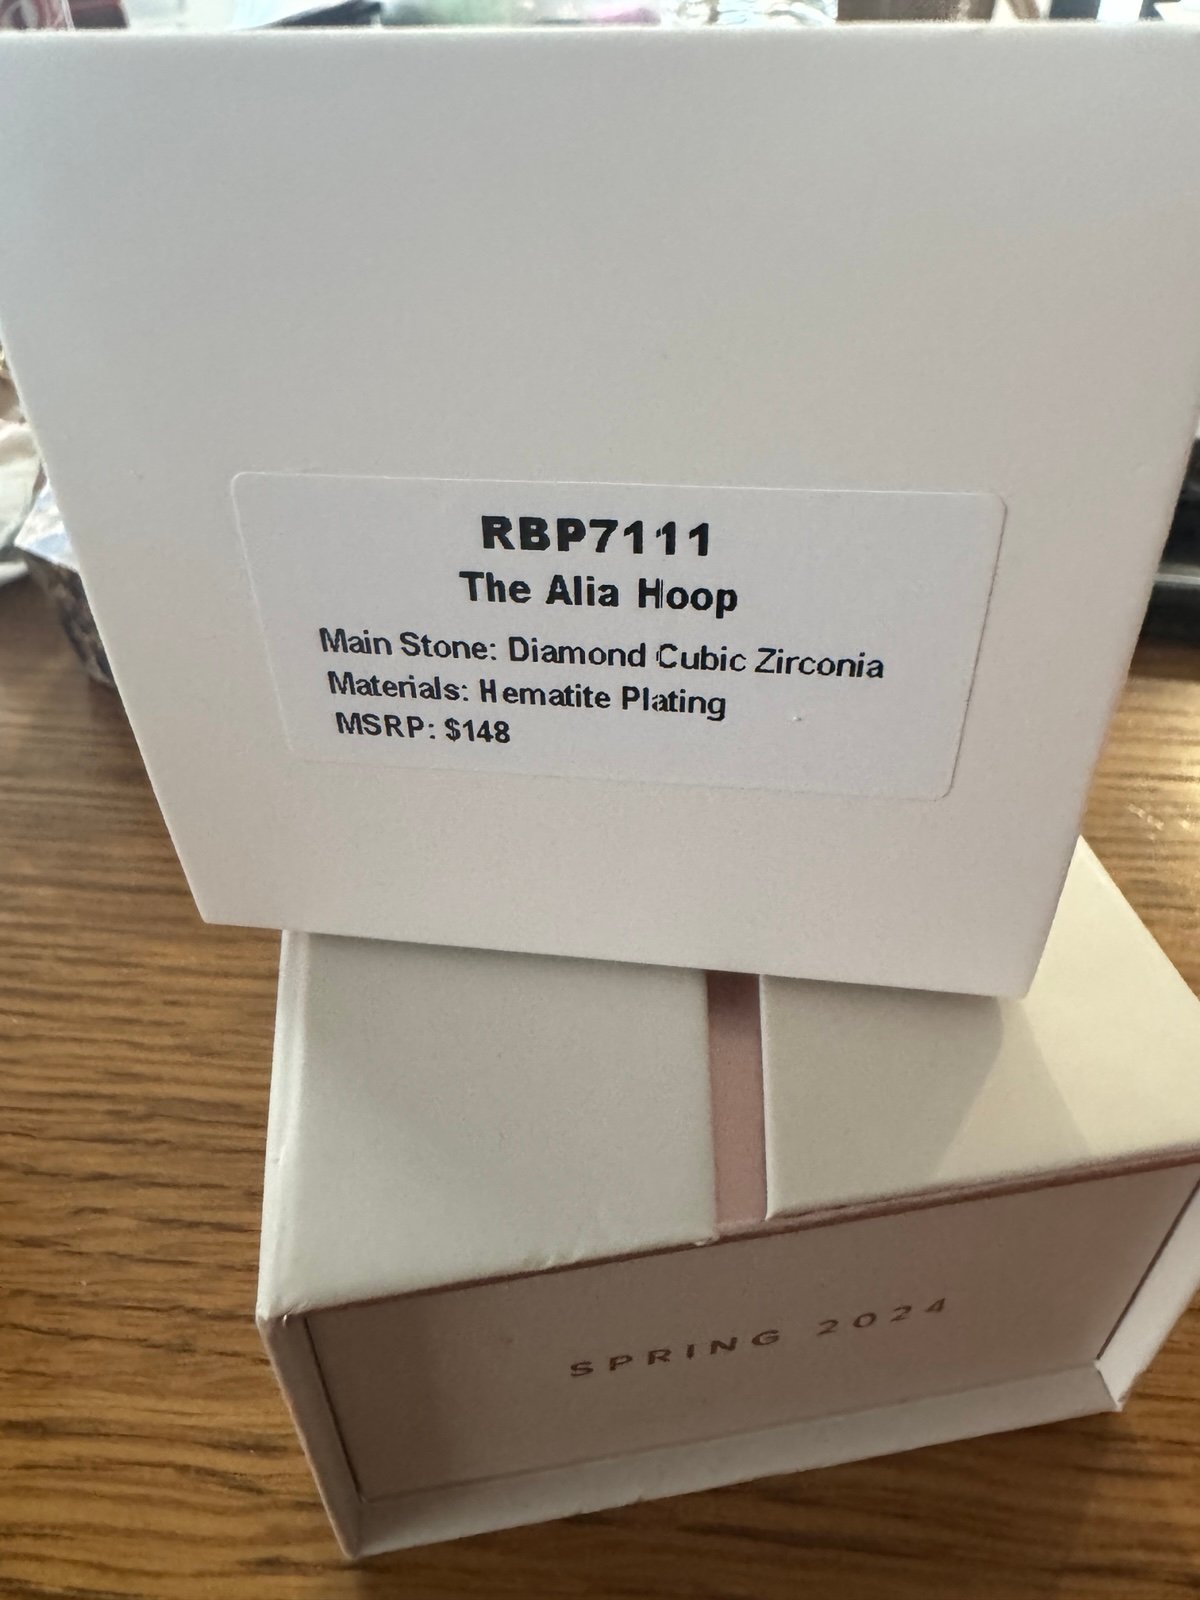 RBP7111
The Alia Hoop
Main Stone: Diamond Cubic Zirconia
Materials: Hematite Plating
MSRP: $148
SPRING 2024